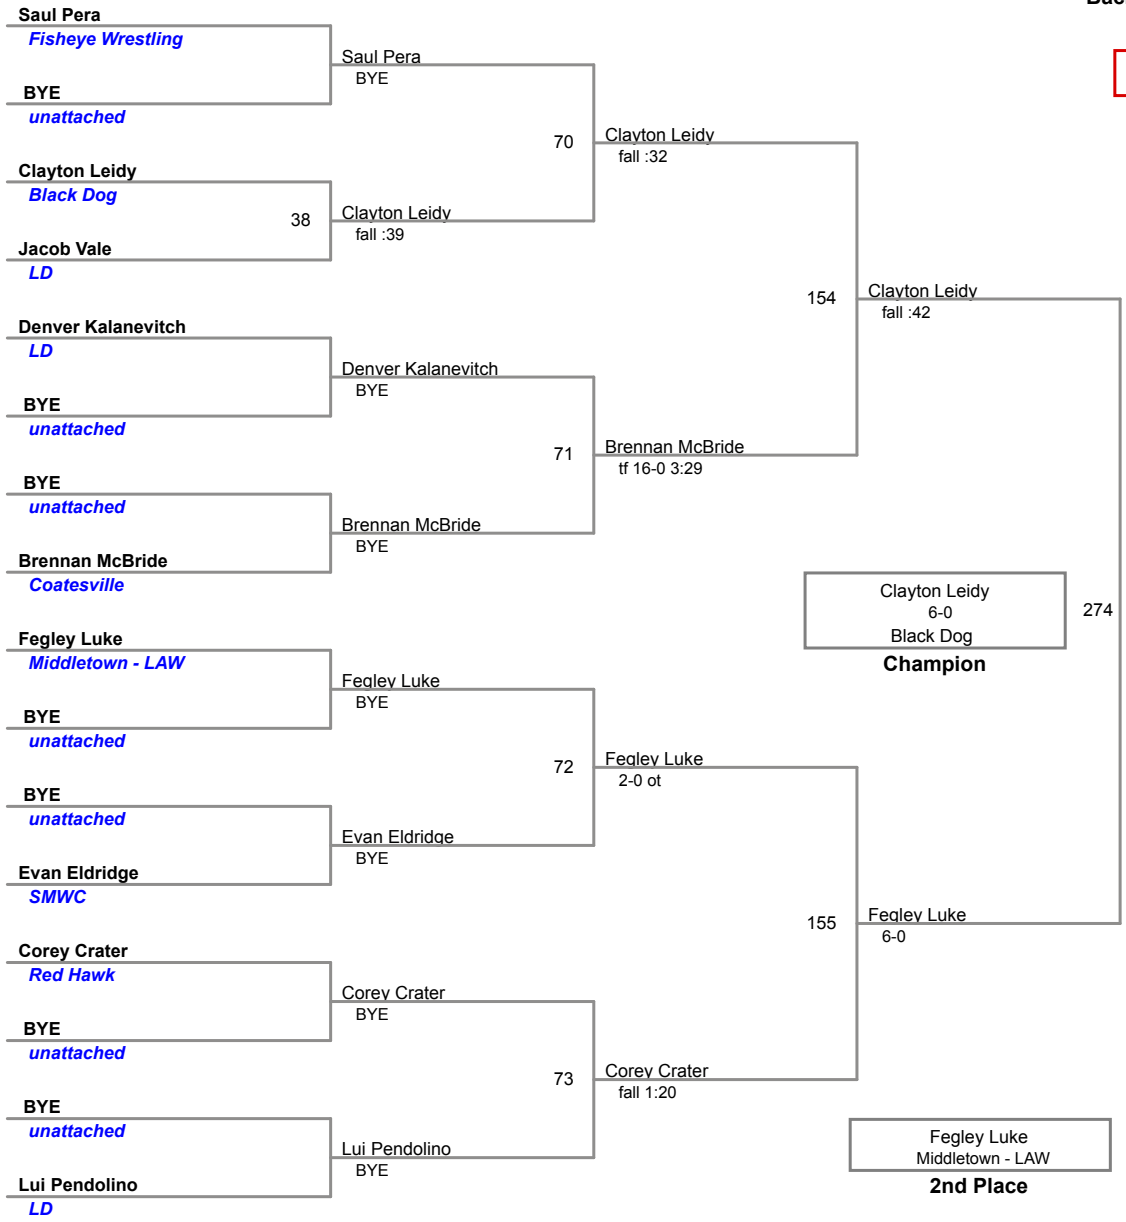 Saul Pera
Fisheye Wrestling
BYE
unattached
Clayton Leidy
Black Dog
Jacob Vale
LD
Denver Kalanevitch
LD
BYE
unattached
BYE
unattached
Brennan McBride
Coatesville
Fegley Luke
Middletown - LAW
BYE
unattached
BYE
unattached
Evan Eldridge
SMWC
Corey Crater
Red Hawk
BYE
unattached
BYE
unattached
Lui Pendolino
LD
38
Saul Pera
BYE
Clayton Leidy
fall :39
Denver Kalanevitch
BYE
Brennan McBride
BYE
Fegley Luke
BYE
Evan Eldridge
BYE
Corey Crater
BYE
Lui Pendolino
BYE
70
71
72
73
Clayton Leidy
fall :32
Brennan McBride
tf 16-0 3:29
Fegley Luke
2-0 ot
Corey Crater
fall 1:20
154
155
Clayton Leidy
fall :42
Fegley Luke
6-0
274
Clayton Leidy
6-0
Black Dog
Champion
Fegley Luke
Middletown - LAW
2nd Place